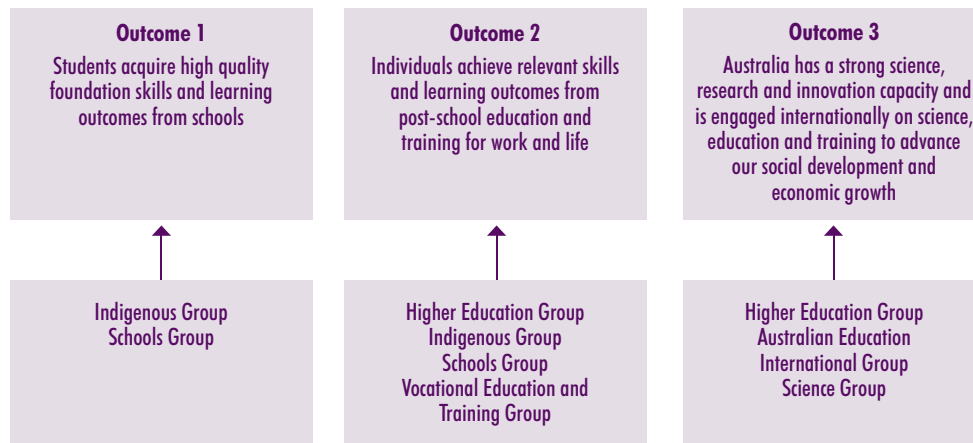 Outcome 1
Students acquire high quality
foundation skills and learning
outcomes from schools
Outcome 2
Individuals achieve relevant skills
and learning outcomes from
post-school education and
training for work and life
Outcome 3
Australia has a strong science,
research and innovation capacity and
is engaged internationally on science,
education and training to advance
our social development and
economic growth
Indigenous Group
Schools Group
Higher Education Group
Indigenous Group
Schools Group
Vocational Education and
Training Group
Higher Education Group
Australian Education
International Group
Science Group